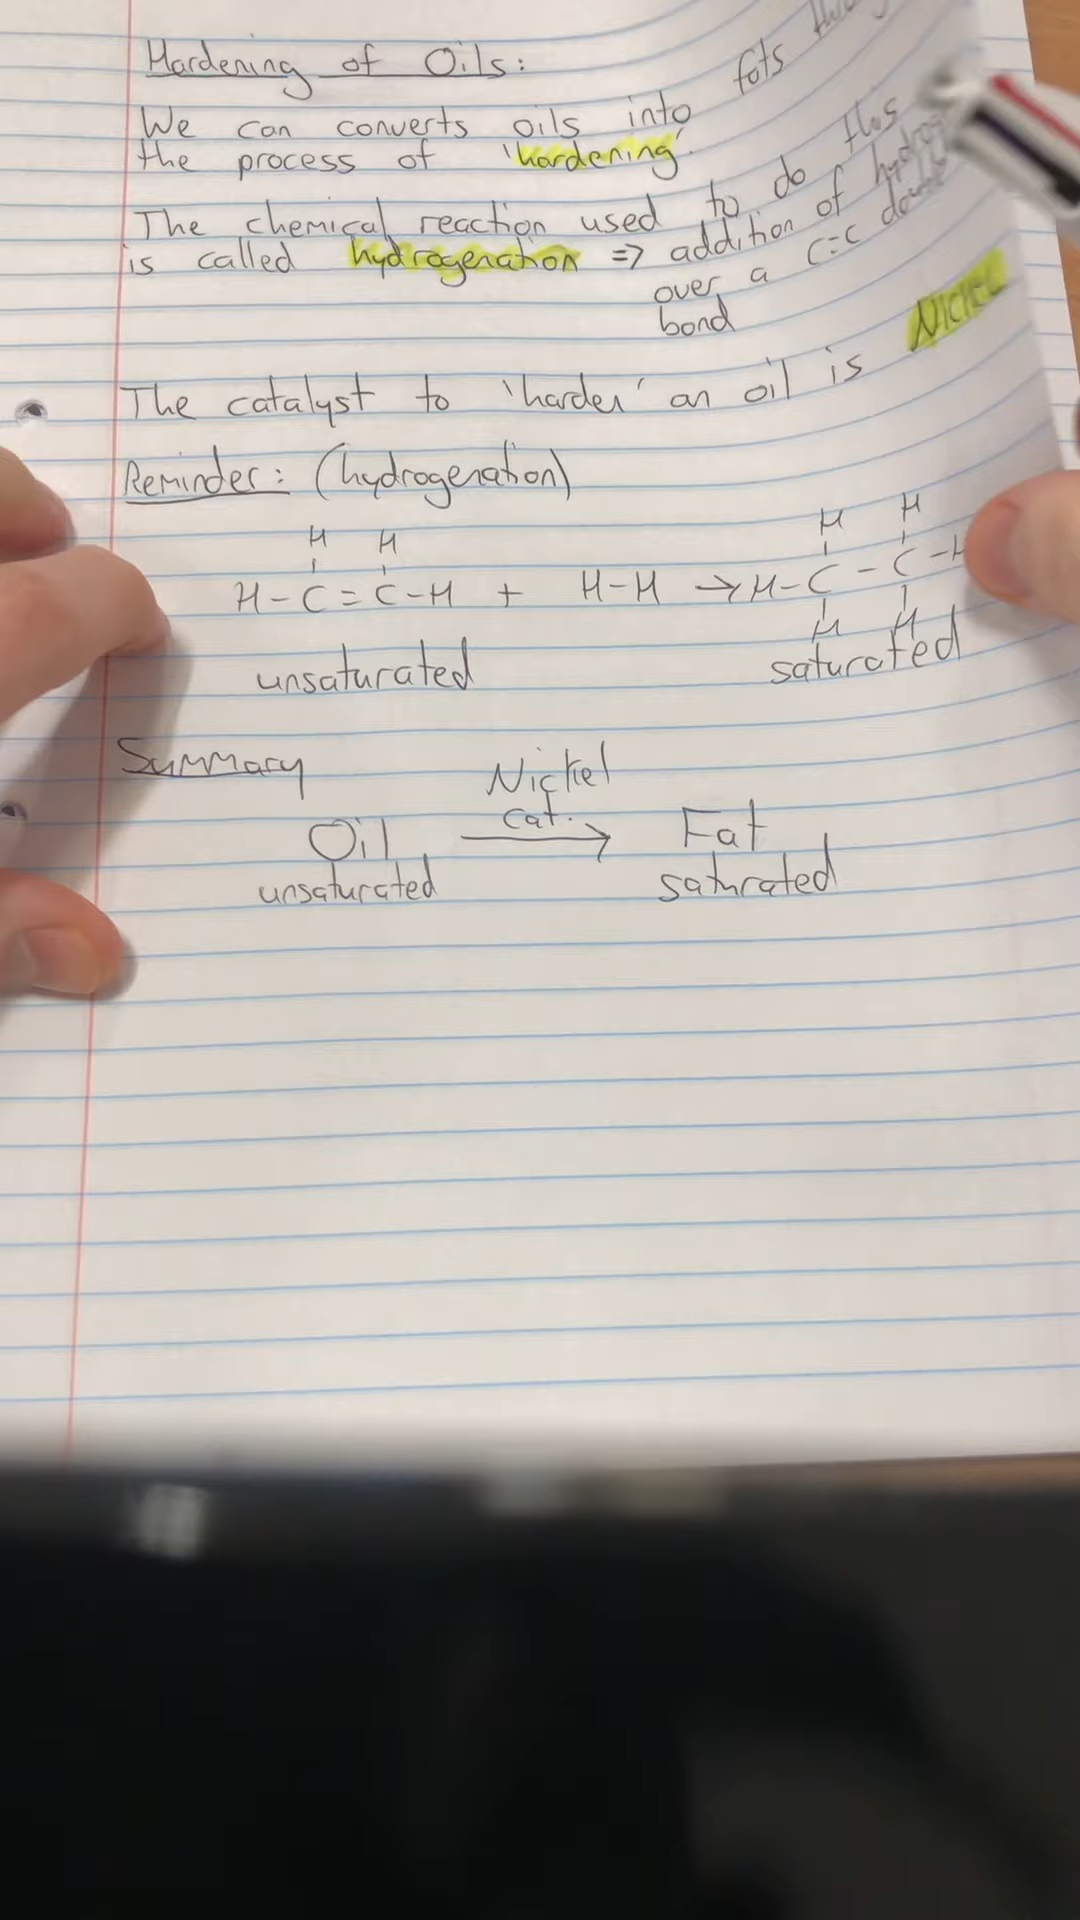 Hardening of Oils:
We can converts oils into fats
the process of 'hardening'.
The chemical reaction used to do this
is called hydrogenation => addition of
over a C=C double
bond
The catalyst to 'harden' an oil is NICKEL
Reminder: (hydrogenation)
H H H H
H-C=C-H + H-H → H-C-C-H
H H
unsaturated saturated
Summary
Nickel
cat.
Oil → Fat
unsaturated saturated